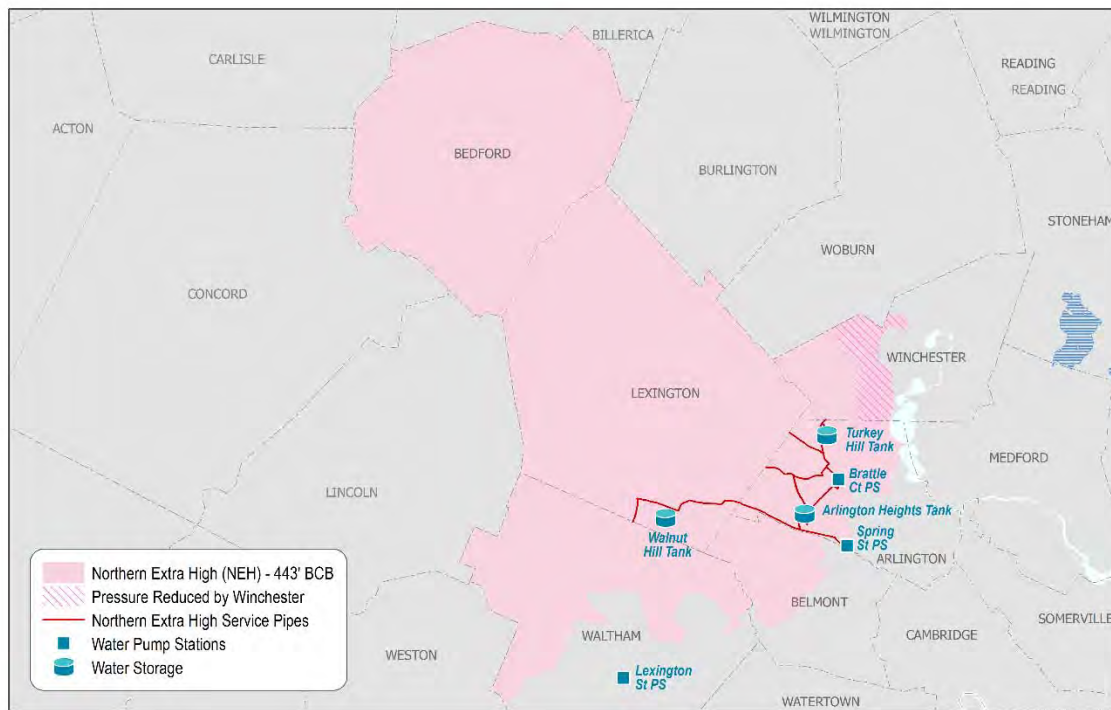 WILMINGTON
WILMINGTON
BILLERICA
CARLISLE
READING
READING
ACTON
BEDFORD
BURLINGTON
STONEHAM
WOBURN
CONCORD
WINCHESTER
LEXINGTON
Turkey
Hill Tank
MEDFORD
Brattle
Ct PS
LINCOLN
Arlington Heights Tank
Walnut
Hill Tank
Spring
St PS
ARLINGTON
BELMONT
SOMERVILLE
WALTHAM
CAMBRIDGE
WESTON
Lexington
St PS
WATERTOWN
Northern Extra High (NEH) - 443' BCB
Pressure Reduced by Winchester
Northern Extra High Service Pipes
Water Pump Stations
Water Storage